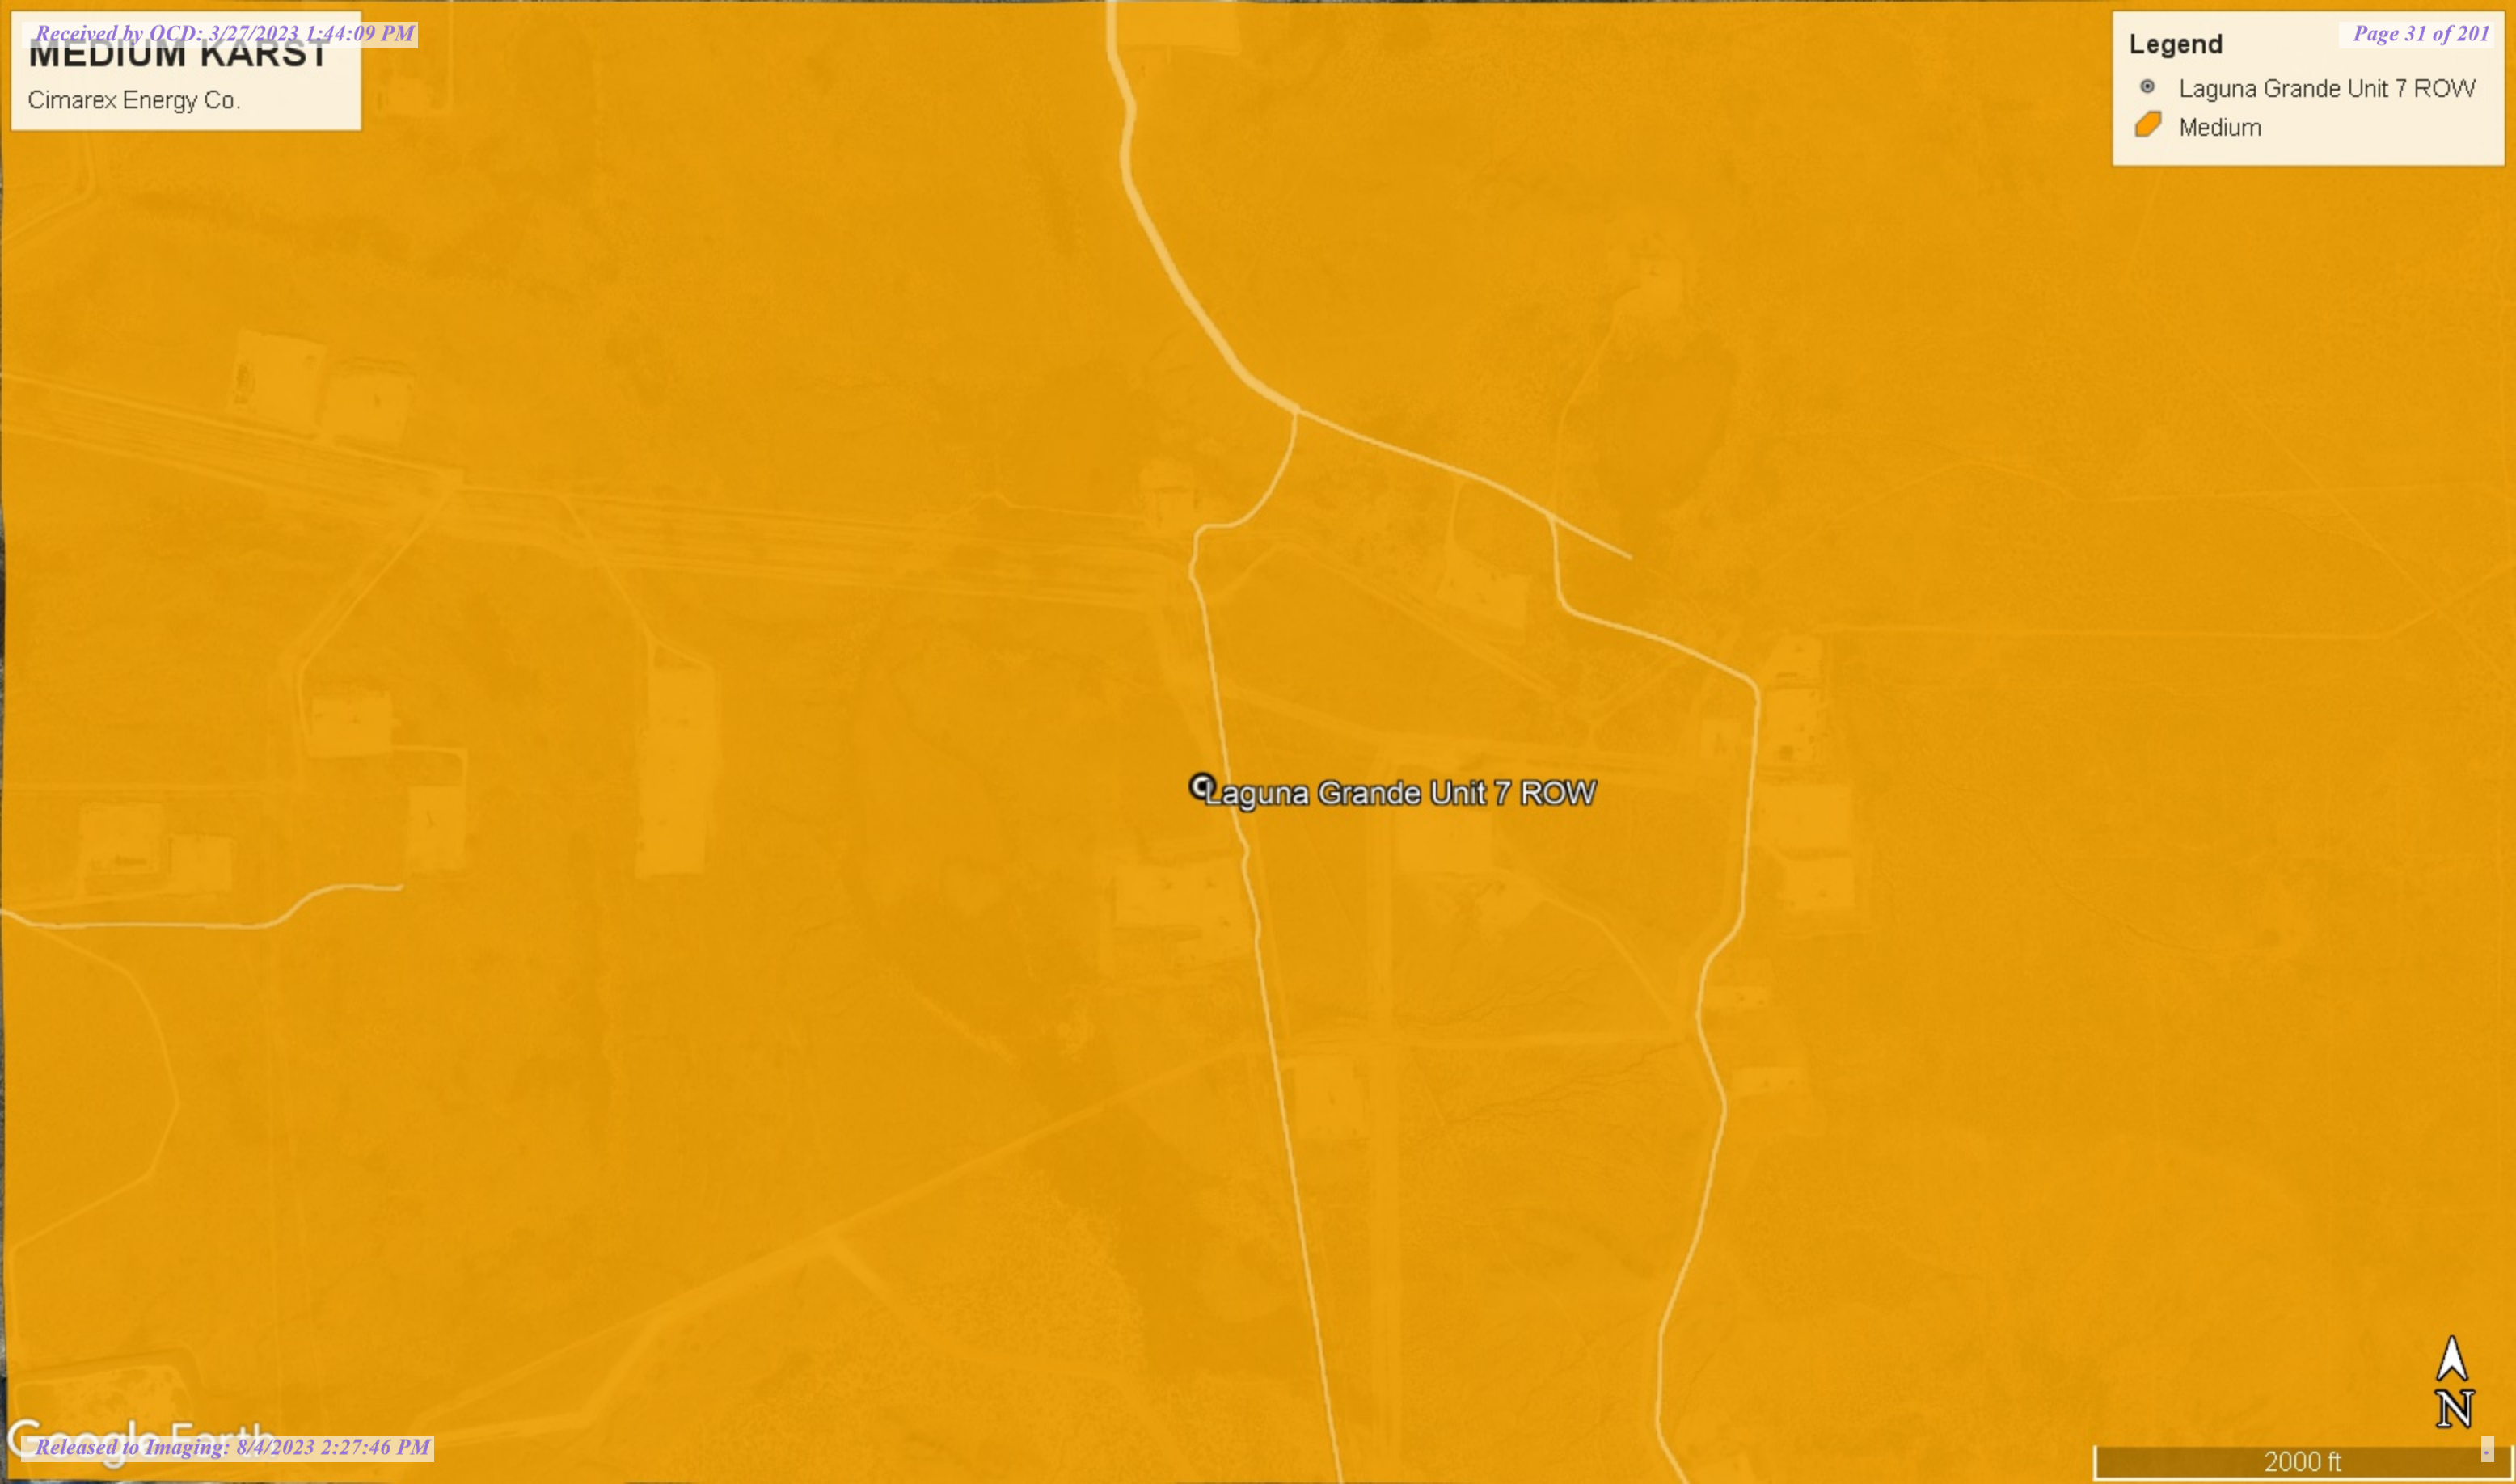 Received by OCD: 3/27/2023 1:44:09 PM
MEDIUM KARST
Cimarex Energy Co.
Page 31 of 201
Legend
Laguna Grande Unit 7 ROW
Medium
Laguna Grande Unit 7 ROW
N
Google Earth
Released to Imaging: 8/4/2023 2:27:46 PM
2000 ft